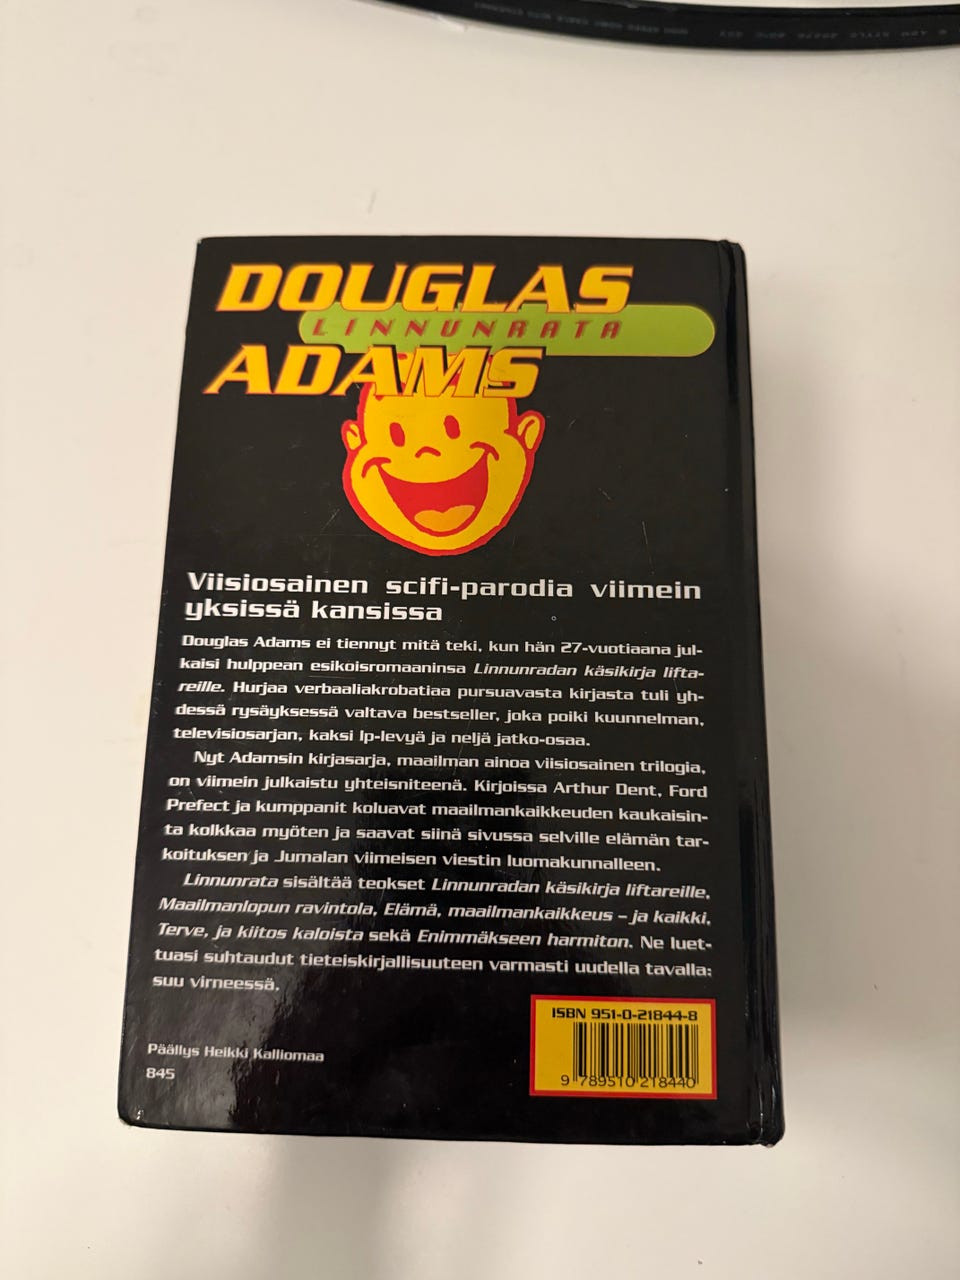 DOUGLAS
LINNUNRATA
ADAMS
Viisiosainen scifi-parodia viimein
yksissä kansissa
Douglas Adams ei tiennyt mitä teki, kun hän 27-vuotiaana jul-
kaisi hulppean esikoisromaaninsa Linnunradan käsikirja lifta-
reille. Hurjaa verbaaliakrobatiaa pursuavasta kirjasta tuli yh-
dessä rysäyksessä valtava bestseller, joka poiki kuunnelman,
televisiosarjan, kaksi lp-levyä ja neljä jatko-osaa.
Nyt Adamsin kirjasarja, maailman ainoa viisiosainen trilogia,
on viimein julkaistu yhteisniteenä. Kirjoissa Arthur Dent, Ford
Prefect ja kumppanit koluavat maailmankaikkeuden kaukaisin-
ta kolkkaa myöten ja saavat siinä sivussa selville elämän tar-
koituksen ja Jumalan viimeisen viestin luomakunnalleen.
Linnunrata sisältää teokset Linnunradan käsikirja liftareille,
Maailmanlopun ravintola, Elämä, maailmankaikkeus – ja kaikki,
Terve, ja kiitos kaloista sekä Enimmäkseen harmiton. Ne luet-
tuasi suhtaudut tieteiskirjallisuuteen varmasti uudella tavalla:
suu virneessä.
ISBN 951-0-21844-8
9 789510 218440
Päällys Heikki Kalliomaa
845